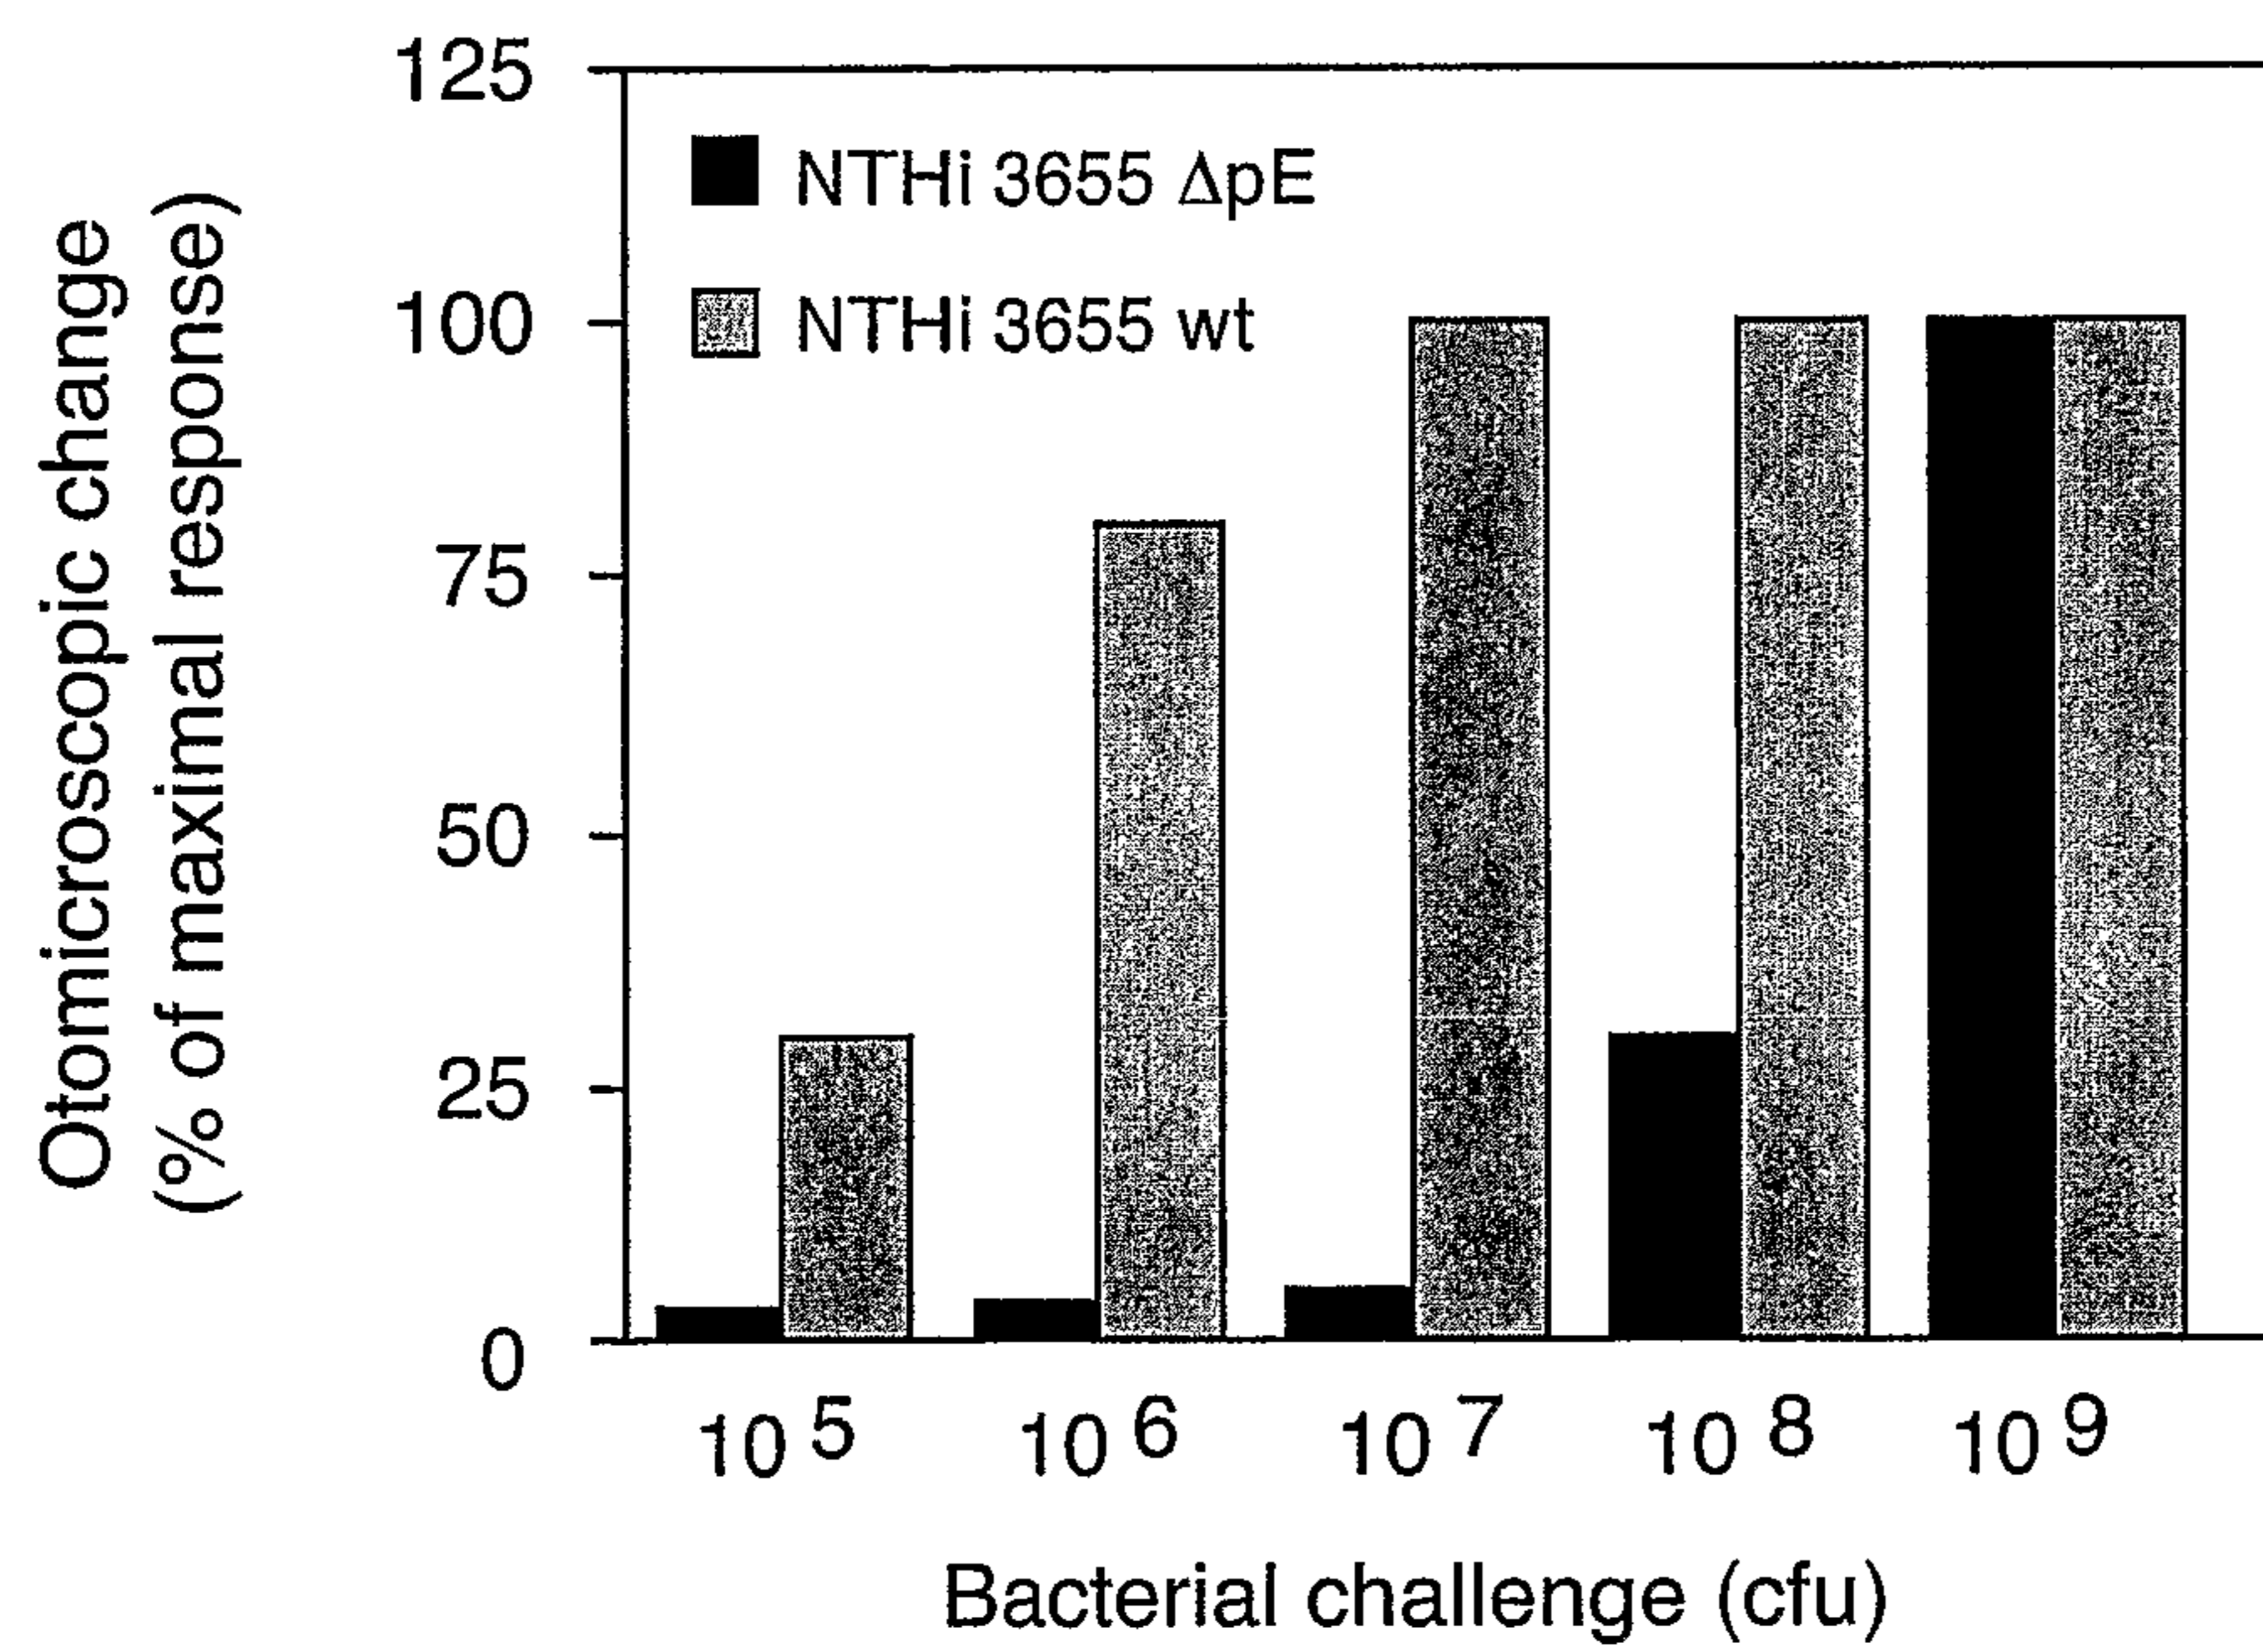 Otomicroscopic change
(% of maximal response)
125
100
75
50
25
0
NTHi 3655 ΔpE
NTHi 3655 wt
10 5
10 6
10 7
10 8
10 9
Bacterial challenge (cfu)